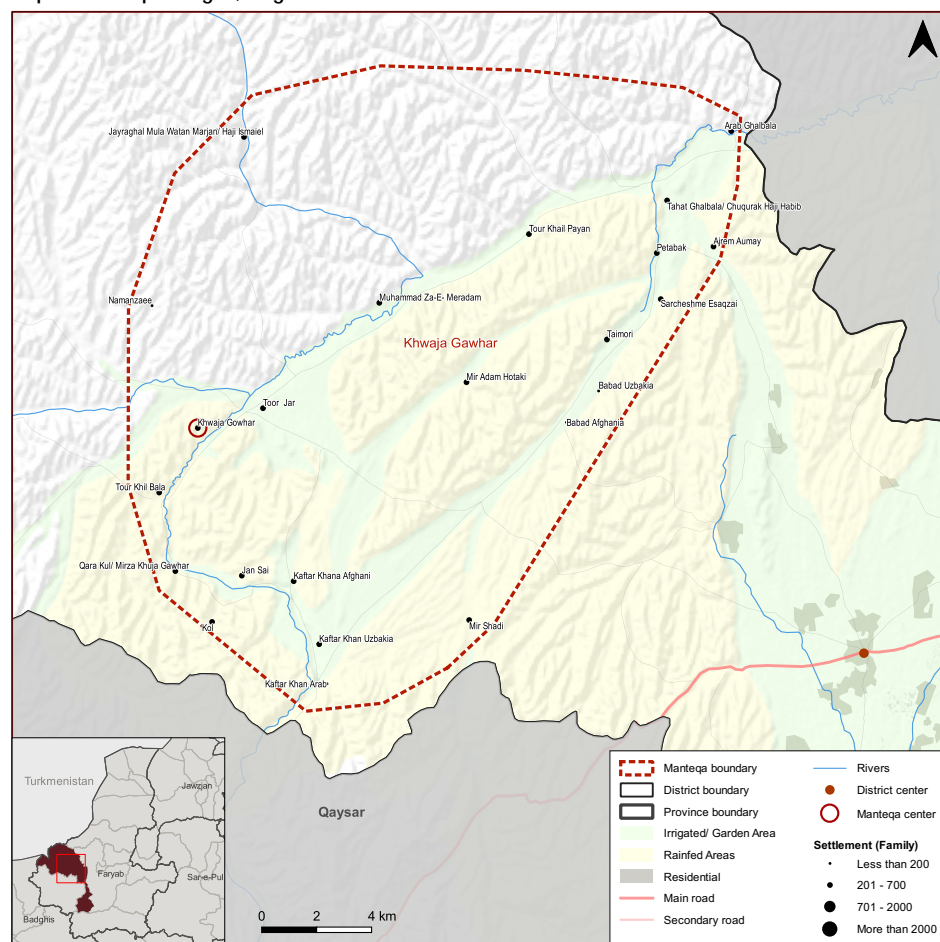 Arab Ghalbala
Jayraghal Mula Watan Marjan/ Haji Ismaiel
Tahat Ghalbala/ Chuqurak Haji Habib
Tour Khail Payan
Ajrem Aumay
Petabak
Namanzaee
Muhammad Za-E- Meradam
Sarcheshme Esaqzai
Khwaja Gawhar
Taimori
Mir Adam Hotaki
Babad Uzbakia
Toor Jar
Khwaja Gowhar
Babad Afghania
Tour Khil Bala
Qara Kul/ Mirza Khuja Gawhar
Jan Sai
Kaftar Khana Afghani
Kol
Mir Shadi
Kaftar Khan Uzbakia
Kaftar Khan Arab
Qaysar
Turkmenistan
Jawzjan
Faryab
Sar-e-Pul
Badghis
0 2 4 km
Manteqa boundary
District boundary
Province boundary
Irrigated/ Garden Area
Rainfed Areas
Residential
Main road
Secondary road
Rivers
District center
Manteqa center
Settlement (Family)
Less than 200
201 - 700
701 - 2000
More than 2000